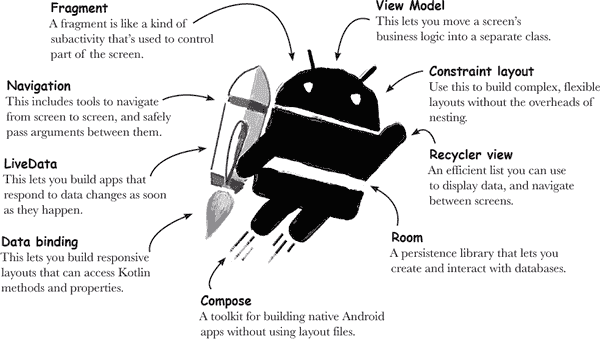 Fragment
A fragment is like a kind of
subactivity that's used to control
part of the screen.
View Model
This lets you move a screen's
business logic into a separate class.
Navigation
This includes tools to navigate
from screen to screen, and safely
pass arguments between them.
Constraint layout
Use this to build complex, flexible
layouts without the overheads of
nesting.
LiveData
This lets you build apps that
respond to data changes as soon
as they happen.
Recycler view
An efficient list you can use
to display data, and navigate
between screens.
Data binding
This lets you build responsive
layouts that can access Kotlin
methods and properties.
Room
A persistence library that lets you
create and interact with databases.
Compose
A toolkit for building native Android
apps without using layout files.